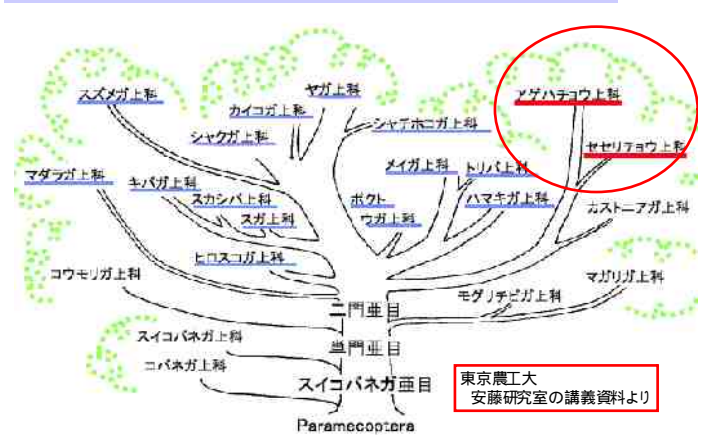 アゲハチョウ上科
スズメガ上科
ヤガ上科
カイコガ上科
シャクガ上科
シャチホコガ上科
セセリチョウ上科
マダラガ上科
キバガ上科
メイガ上科
トリバ上科
スカシバ上科
ボクト
ウガ上科
ハマキガ上科
スガ上科
カストニアガ上科
ヒロズコガ上科
コウモリガ上科
マガリガ上科
モグリチビガ上科
二門亜目
スイコバネガ上科
単門亜目
コバネガ上科
スイコバネガ亜目
東京農工大
安藤研究室の講義資料より
Paramecoptera